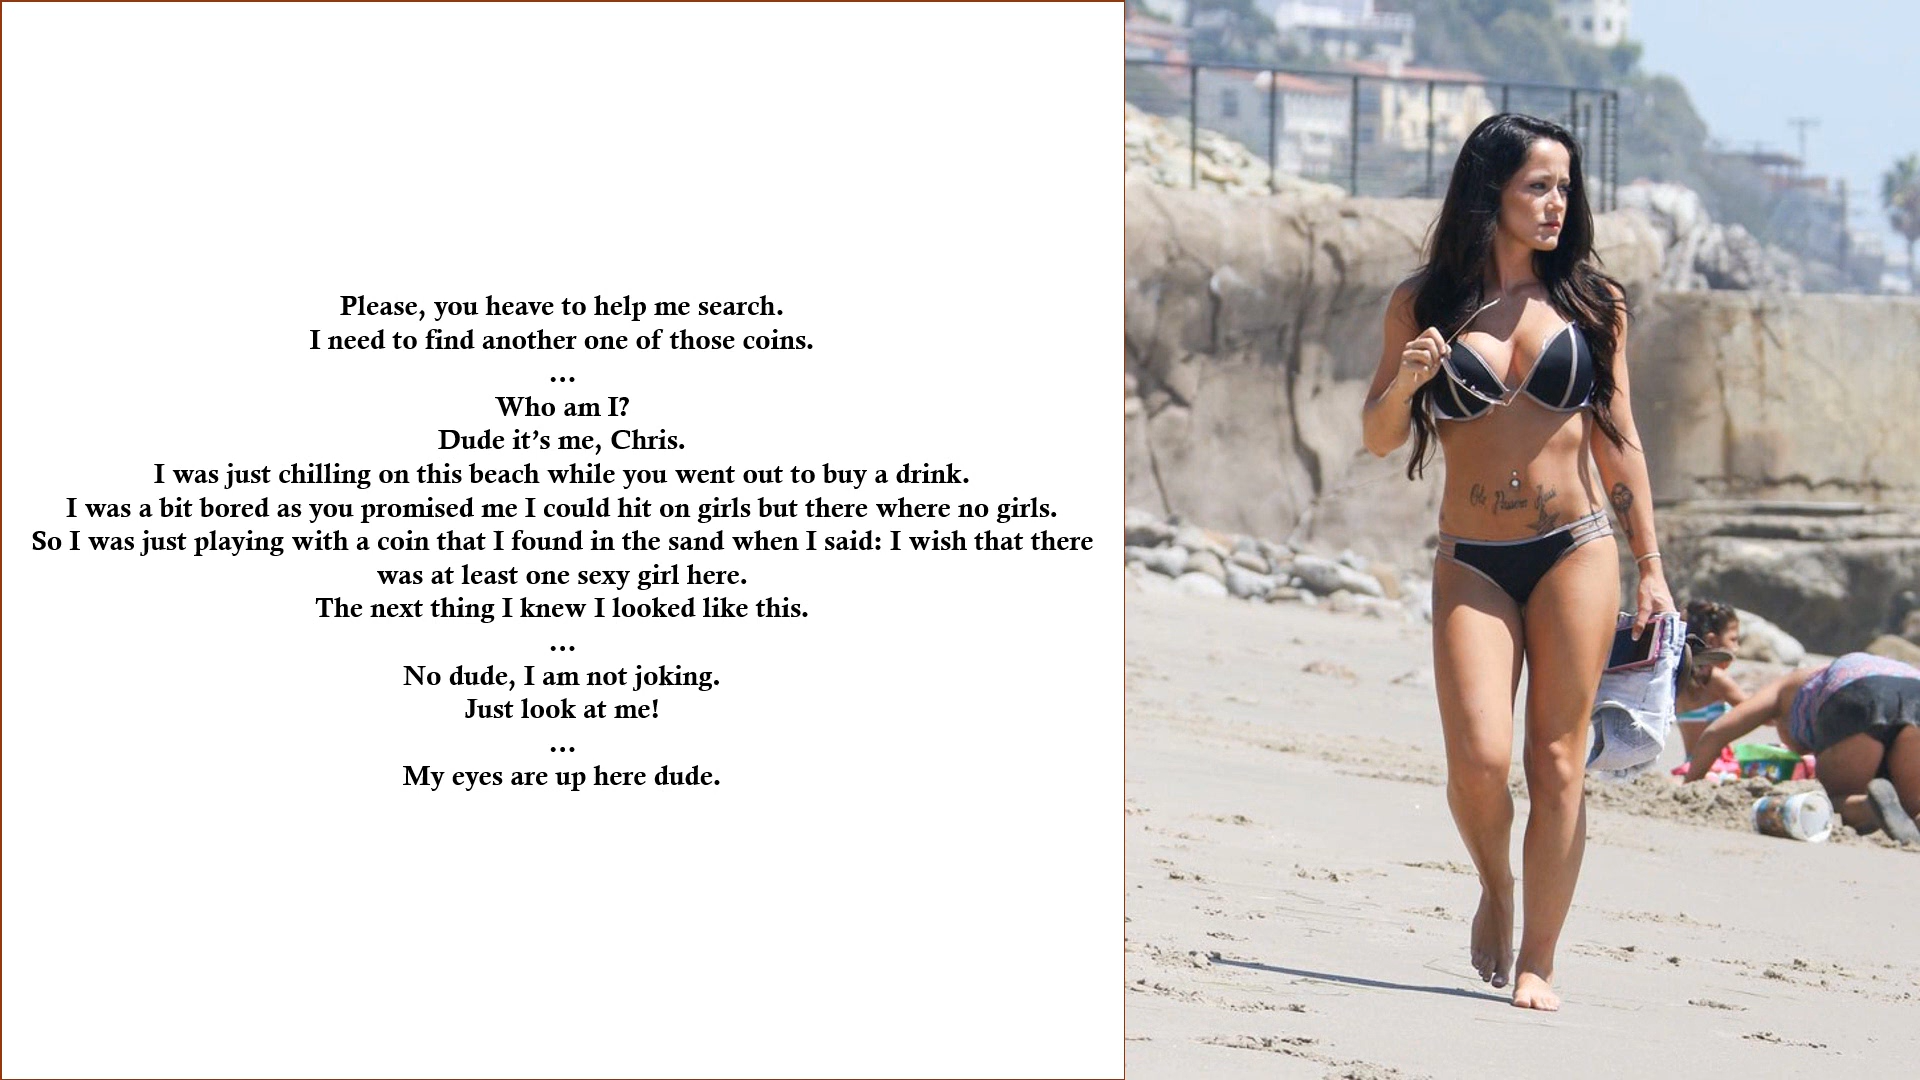 Please, you heave to help me search.
I need to find another one of those coins.
…
Who am I?
Dude it’s me, Chris.
I was just chilling on this beach while you went out to buy a drink.
I was a bit bored as you promised me I could hit on girls but there where no girls.
So I was just playing with a coin that I found in the sand when I said: I wish that there
was at least one sexy girl here.
The next thing I knew I looked like this.
…
No dude, I am not joking.
Just look at me!
…
My eyes are up here dude.